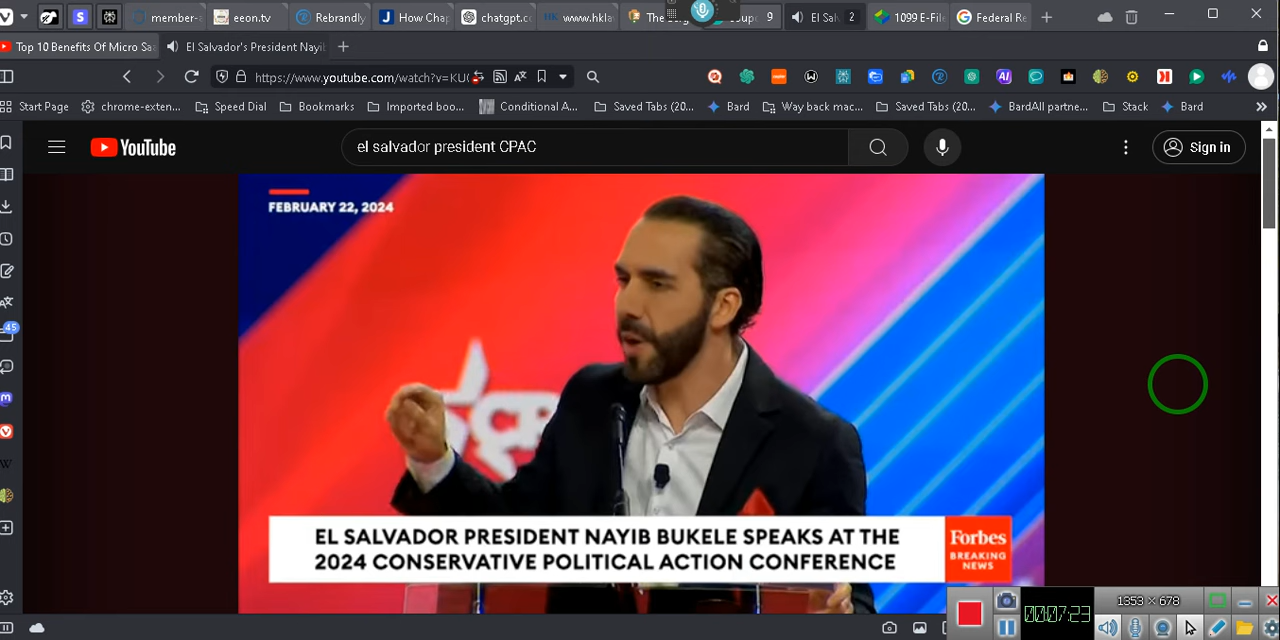 member-
eeon.tv
Rebrandly
How Chap
chatgpt.c
www.hkla
9
El Sal
2
1099 E-File
Federal Re
Top 10 Benefits Of Micro Sa
El Salvador's President Nayib
https://www.youtube.com/watch?v=KU
Start Page
chrome-exten...
Speed Dial
Bookmarks
Imported boo...
Conditional A...
Saved Tabs (20...
Bard
Way back mac...
Saved Tabs (20...
BardAll partne...
Stack
Bard
YouTube
el salvador president CPAC
Sign in
FEBRUARY 22, 2024
45
EL SALVADOR PRESIDENT NAYIB BUKELE SPEAKS AT THE
2024 CONSERVATIVE POLITICAL ACTION CONFERENCE
Forbes
BREAKING
NEWS
00:07:23
1353 × 678